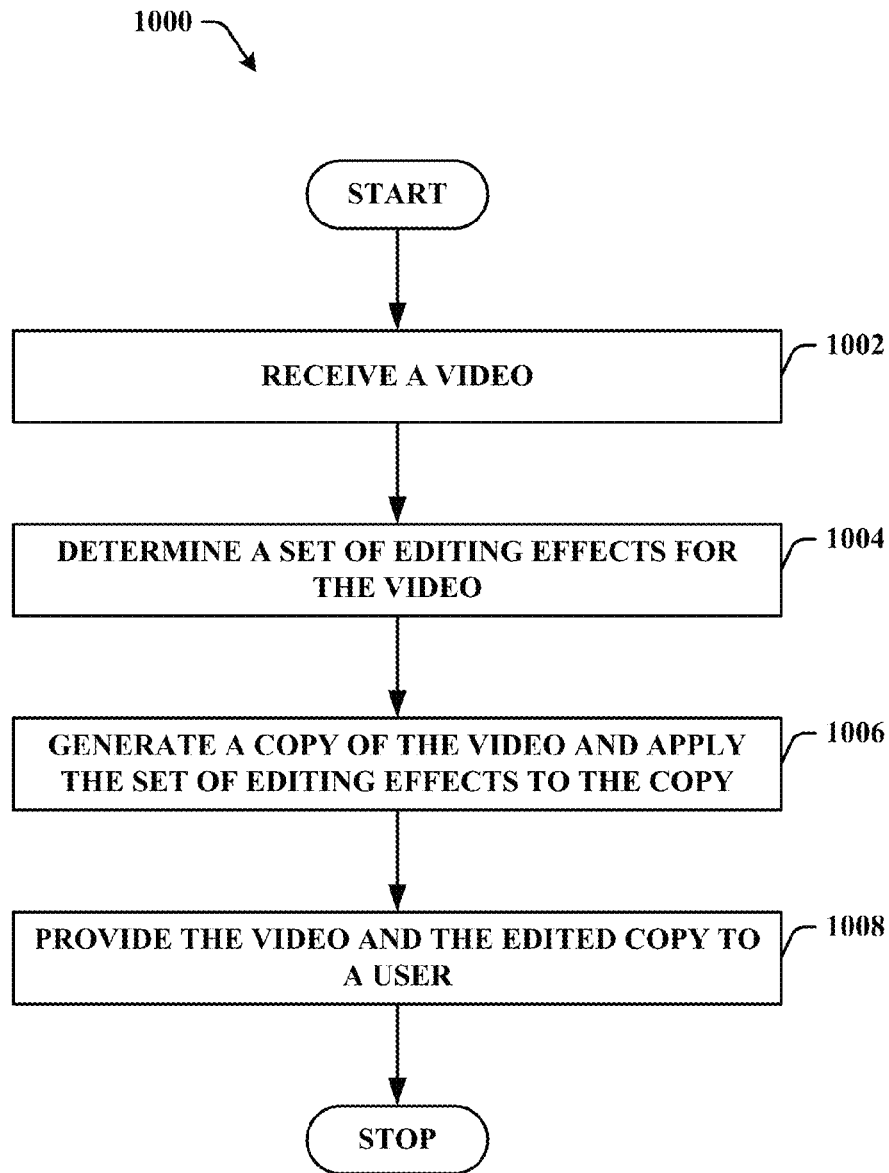 1000
START
RECEIVE A VIDEO
1002
DETERMINE A SET OF EDITING EFFECTS FOR
THE VIDEO
1004
GENERATE A COPY OF THE VIDEO AND APPLY
THE SET OF EDITING EFFECTS TO THE COPY
1006
PROVIDE THE VIDEO AND THE EDITED COPY TO
A USER
1008
STOP